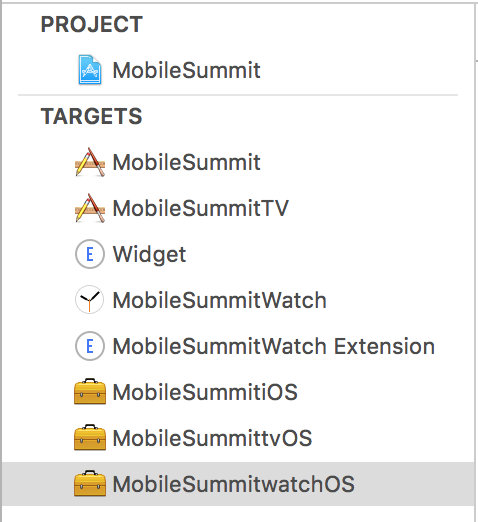 PROJECT
MobileSummit
TARGETS
MobileSummit
MobileSummitTV
E Widget
MobileSummitWatch
E MobileSummitWatch Extension
MobileSummitiOS
MobileSummittvOS
MobileSummitwatchOS